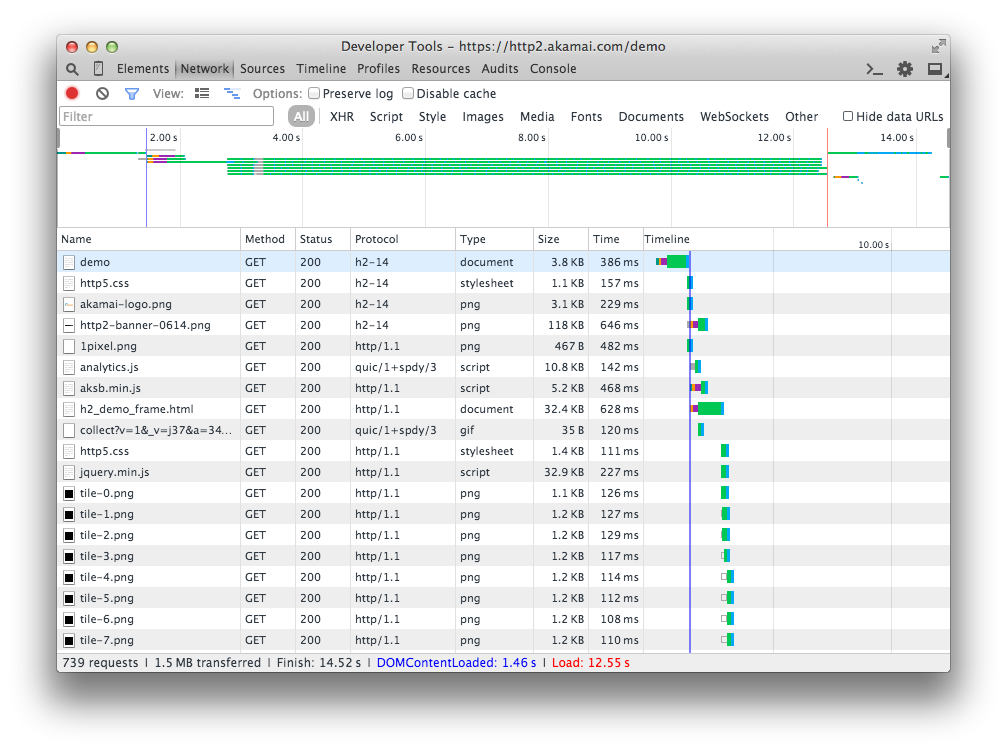 Developer Tools - https://http2.akamai.com/demo
Elements Network Sources Timeline Profiles Resources Audits Console
View: Options: Preserve log Disable cache
Filter All XHR Script Style Images Media Fonts Documents WebSockets Other Hide data URLs
2.00 s 4.00 s 6.00 s 8.00 s 10.00 s 12.00 s 14.00 s
Name Method Status Protocol Type Size Time Timeline 10.00 s
demo GET 200 h2-14 document 3.8 KB 386 ms
http5.css GET 200 h2-14 stylesheet 1.1 KB 157 ms
akamai-logo.png GET 200 h2-14 png 3.1 KB 229 ms
http2-banner-0614.png GET 200 h2-14 png 118 KB 646 ms
1pixel.png GET 200 http/1.1 png 467 B 482 ms
analytics.js GET 200 quic/1+spdy/3 script 10.8 KB 142 ms
aksb.min.js GET 200 http/1.1 script 5.2 KB 468 ms
h2_demo_frame.html GET 200 http/1.1 document 32.4 KB 628 ms
collect?v=1&_v=j37&a=34... GET 200 quic/1+spdy/3 gif 35 B 120 ms
http5.css GET 200 http/1.1 stylesheet 1.4 KB 111 ms
jquery.min.js GET 200 http/1.1 script 32.9 KB 227 ms
tile-0.png GET 200 http/1.1 png 1.1 KB 126 ms
tile-1.png GET 200 http/1.1 png 1.2 KB 127 ms
tile-2.png GET 200 http/1.1 png 1.2 KB 129 ms
tile-3.png GET 200 http/1.1 png 1.2 KB 117 ms
tile-4.png GET 200 http/1.1 png 1.2 KB 114 ms
tile-5.png GET 200 http/1.1 png 1.2 KB 112 ms
tile-6.png GET 200 http/1.1 png 1.2 KB 108 ms
tile-7.png GET 200 http/1.1 png 1.2 KB 110 ms
739 requests | 1.5 MB transferred | Finish: 14.52 s | DOMContentLoaded: 1.46 s | Load: 12.55 s